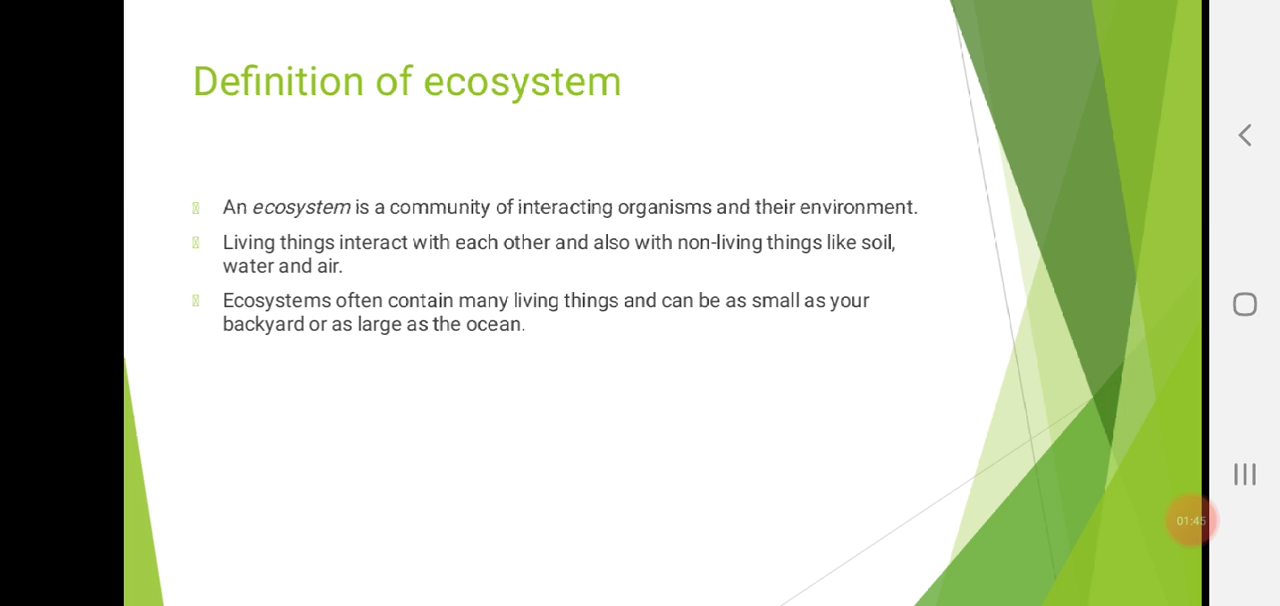 Definition of ecosystem
An ecosystem is a community of interacting organisms and their environment.
Living things interact with each other and also with non-living things like soil,
water and air.
Ecosystems often contain many living things and can be as small as your
backyard or as large as the ocean.
01:45